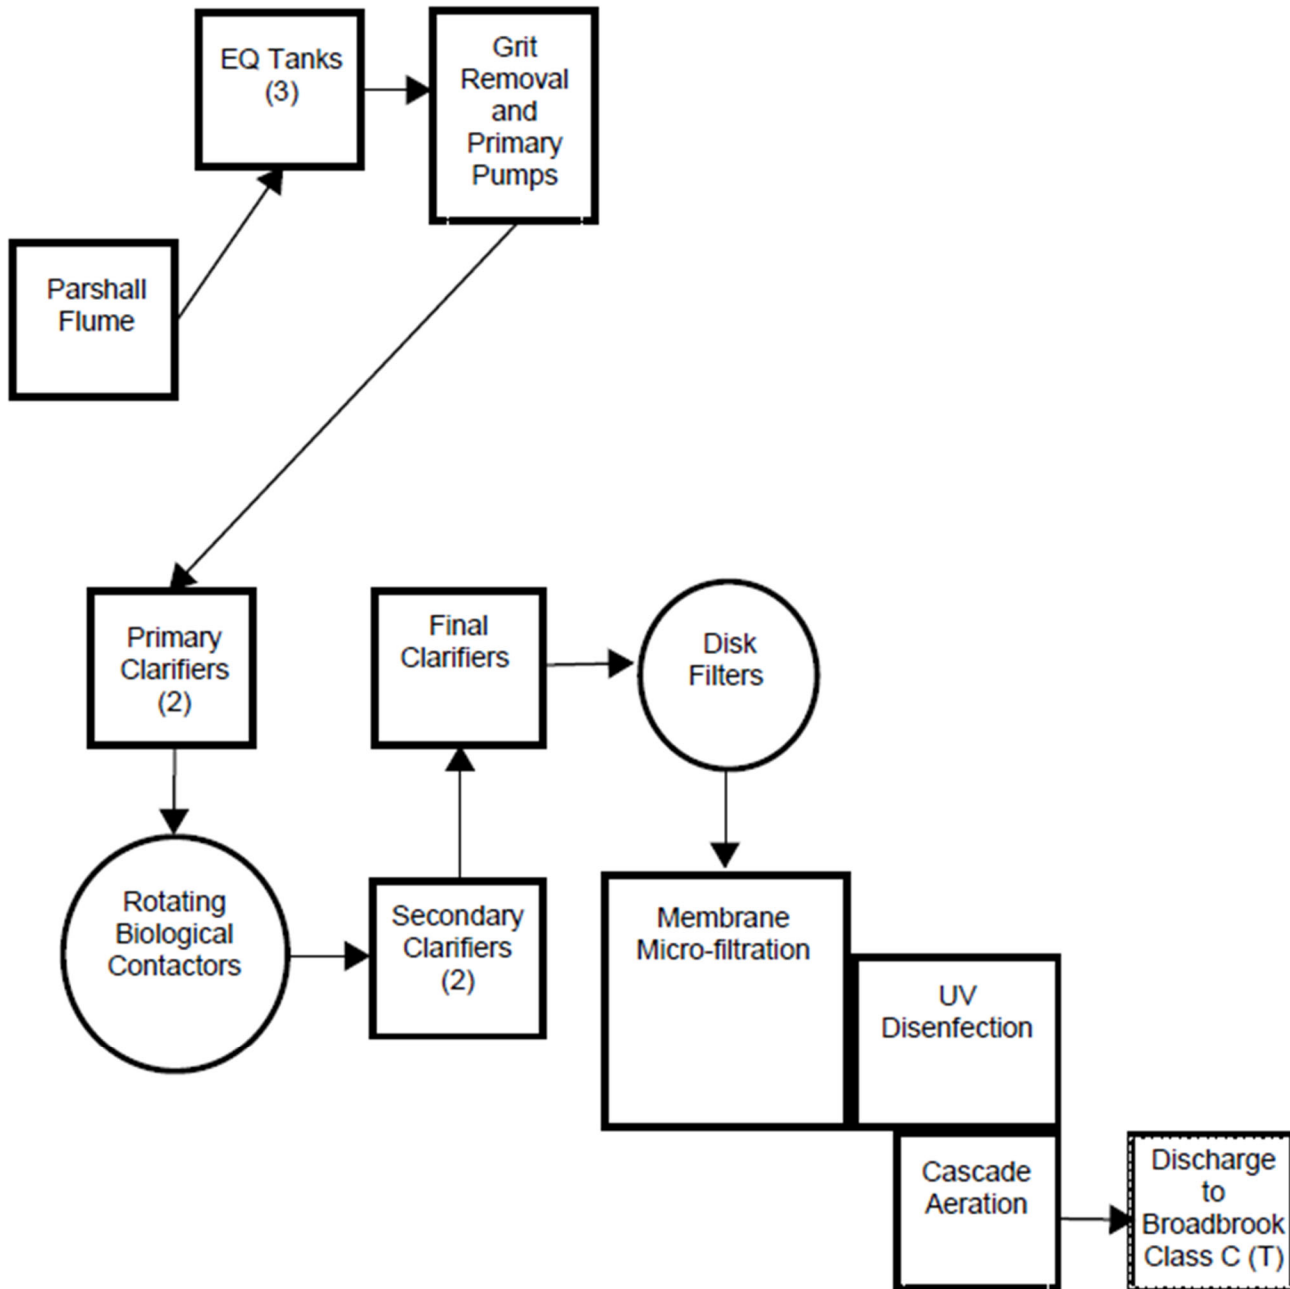 EQ Tanks
(3)
Grit
Removal
and
Primary
Pumps
Parshall
Flume
Primary
Clarifiers
(2)
Final
Clarifiers
Disk
Filters
Rotating
Biological
Contactors
Secondary
Clarifiers
(2)
Membrane
Micro-filtration
UV
Disenfection
Cascade
Aeration
Discharge
to
Broadbrook
Class C (T)